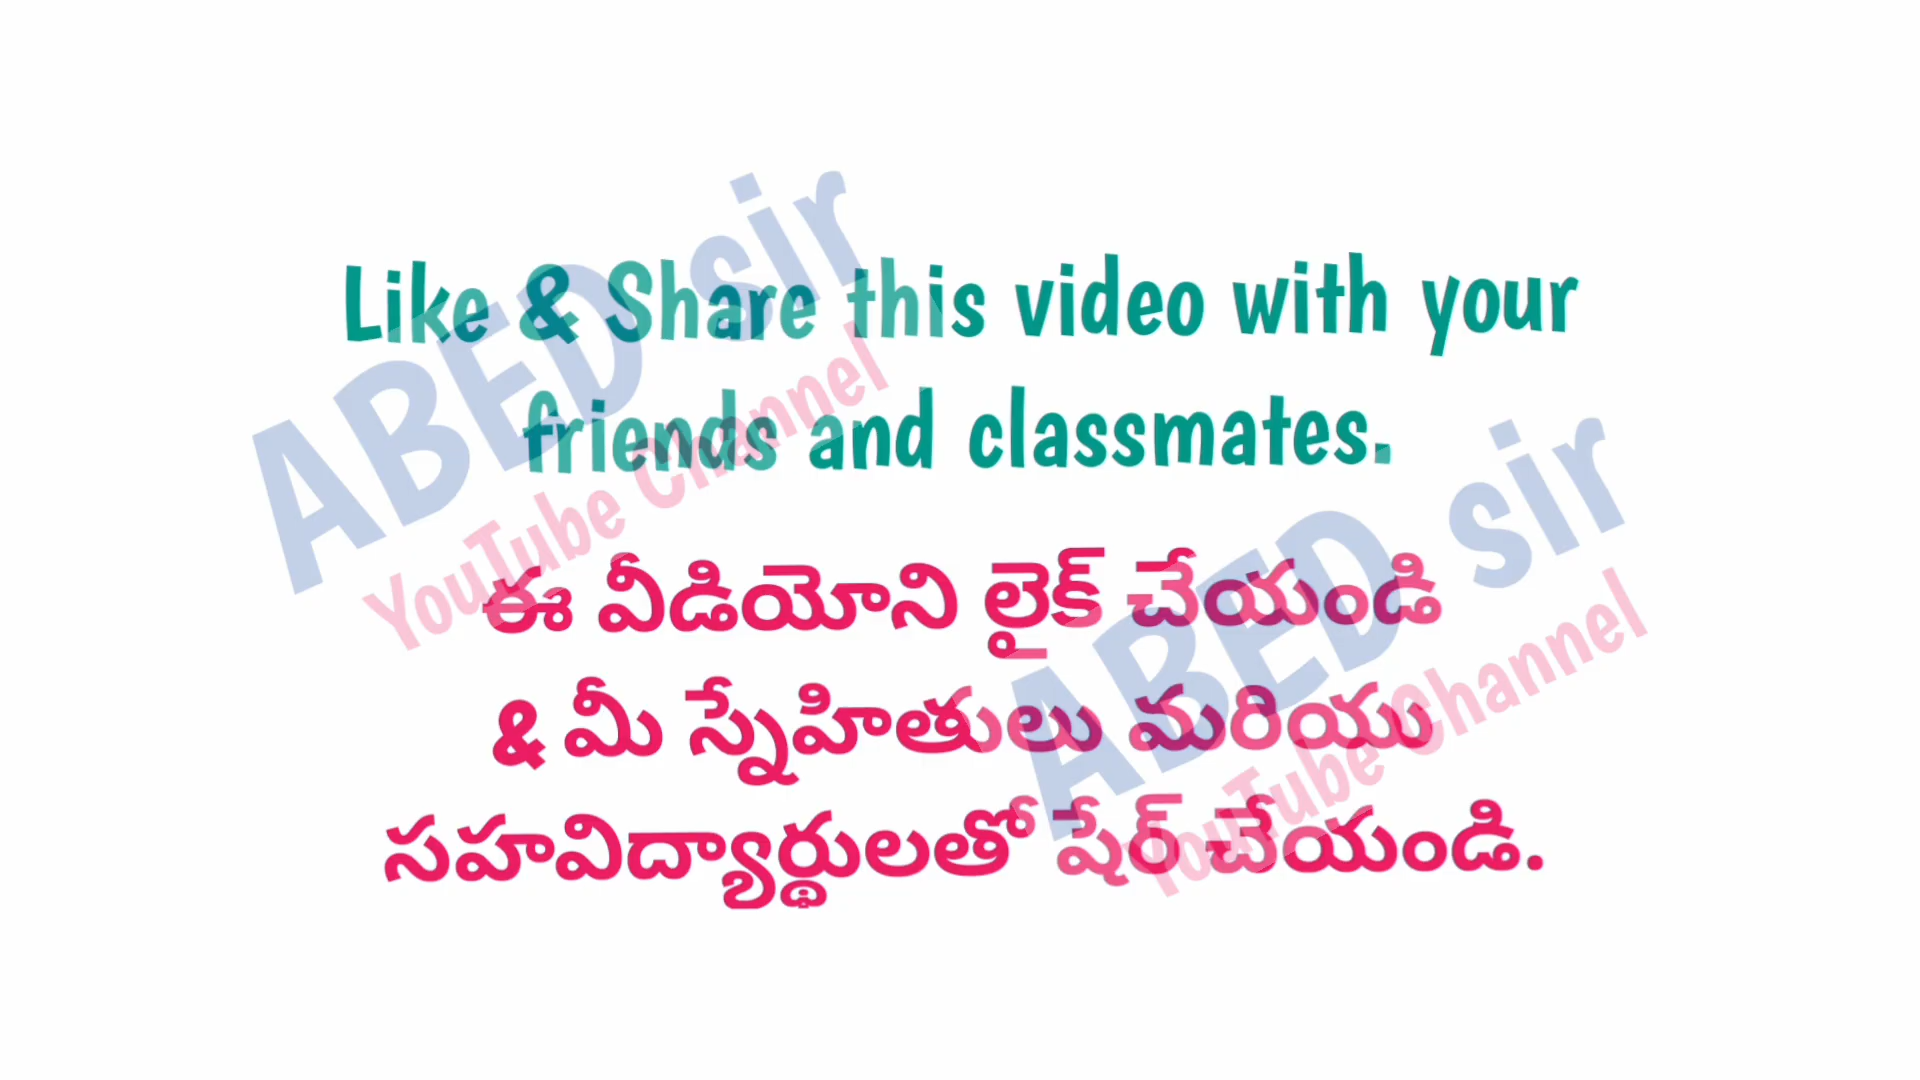 Like & Share this video with your
friends and classmates.
ఈ వీడియోని లైక్ చేయండి
& మీ స్నేహితులు మరియు
సహవిద్యార్థులతో షేర్ చేయండి.
ABED sir
YouTube Channel
ABED sir
YouTube Channel